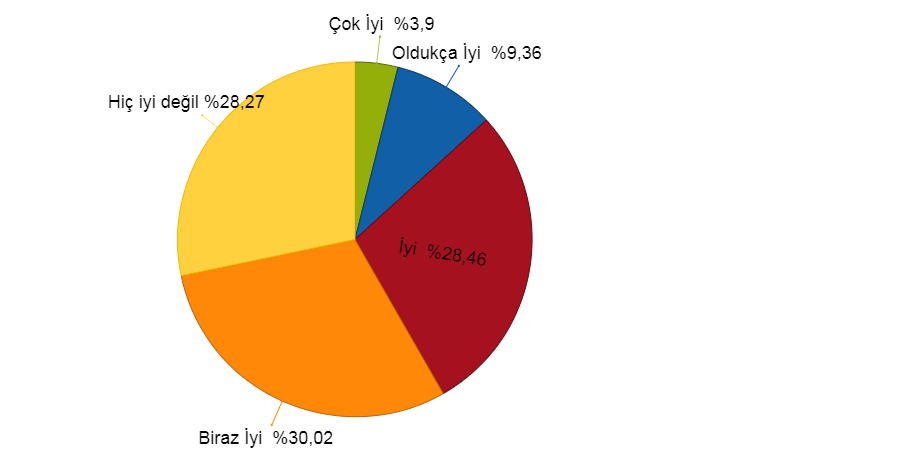 Çok İyi  %3,9
Oldukça İyi  %9,36
Hiç iyi değil %28,27
İyi  %28,46
Biraz İyi  %30,02